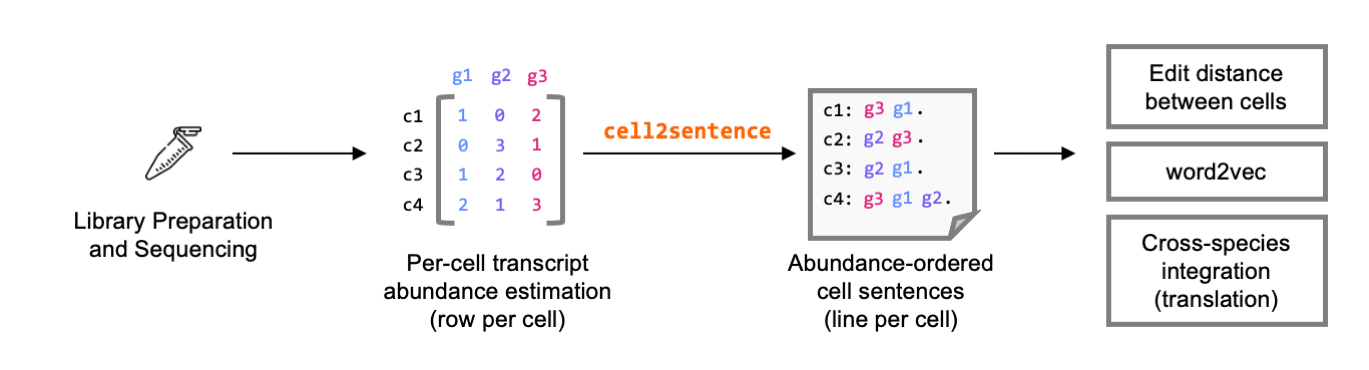 Library Preparation
and Sequencing
g1 g2 g3
c1 1 0 2
c2 0 3 1
c3 1 2 0
c4 2 1 3
Per-cell transcript
abundance estimation
(row per cell)
cell2sentence
c1: g3 g1.
c2: g2 g3.
c3: g2 g1.
c4: g3 g1 g2.
Abundance-ordered
cell sentences
(line per cell)
Edit distance
between cells
word2vec
Cross-species
integration
(translation)